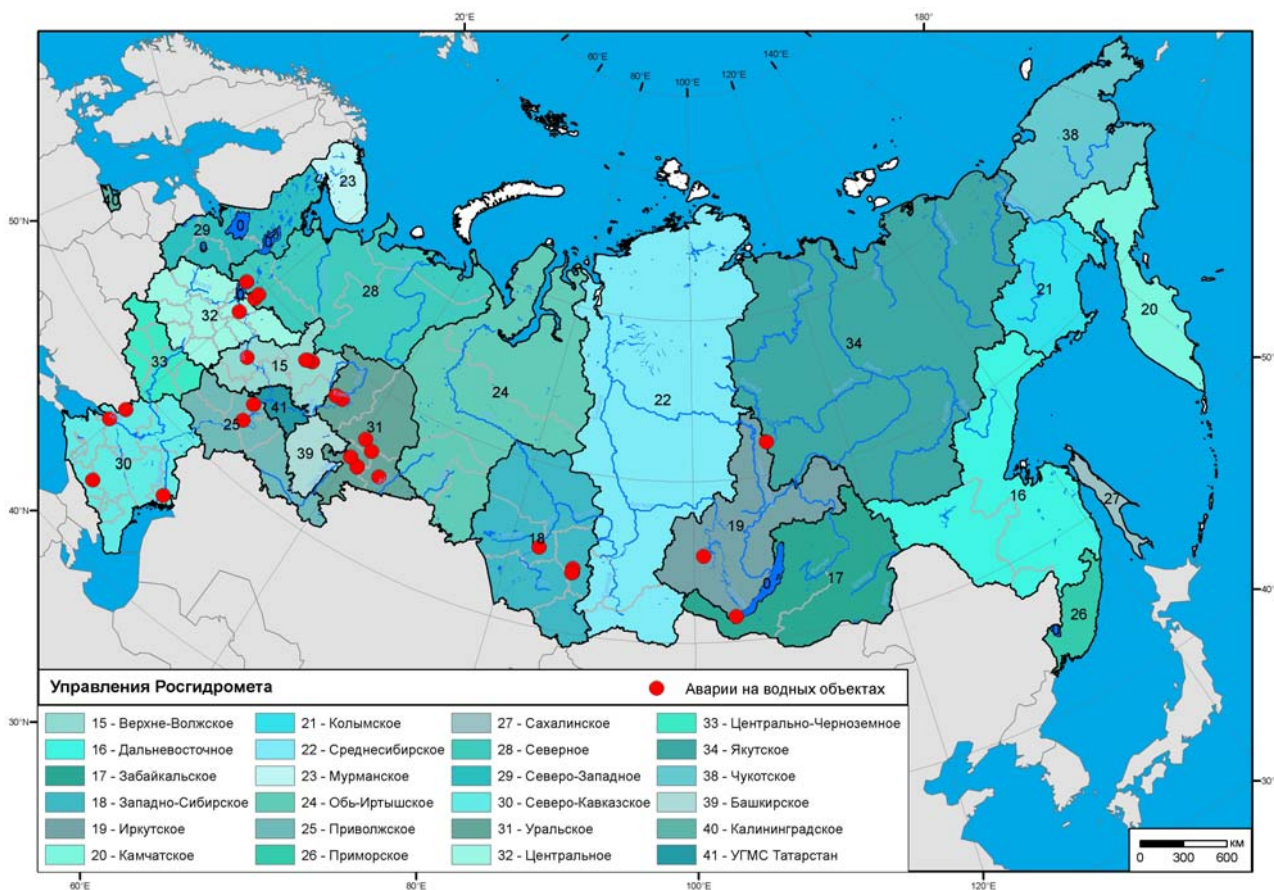 20°E
180°
60°E
140°E
80°E
100°E
120°E
50°N
40°N
30°N
50°N
40°N
30°N
38
23
40
0
29
0
0
28
21
20
0
32
34
33
15
24
22
41
25
31
30
39
16
27
19
18
0
17
26
0
Управления Росгидромета
Аварии на водных объектах
15 - Верхне-Волжское
21 - Колымское
27 - Сахалинское
33 - Центрально-Черноземное
16 - Дальневосточное
22 - Среднесибирское
28 - Северное
34 - Якутское
17 - Забайкальское
23 - Мурманское
29 - Северо-Западное
38 - Чукотское
18 - Западно-Сибирское
24 - Обь-Иртышское
30 - Северо-Кавказское
39 - Башкирское
19 - Иркутское
25 - Приволжское
31 - Уральское
40 - Калининградское
20 - Камчатское
26 - Приморское
32 - Центральное
41 - УГМС Татарстан
км
0 300 600
60°E
80°E
100°E
120°E